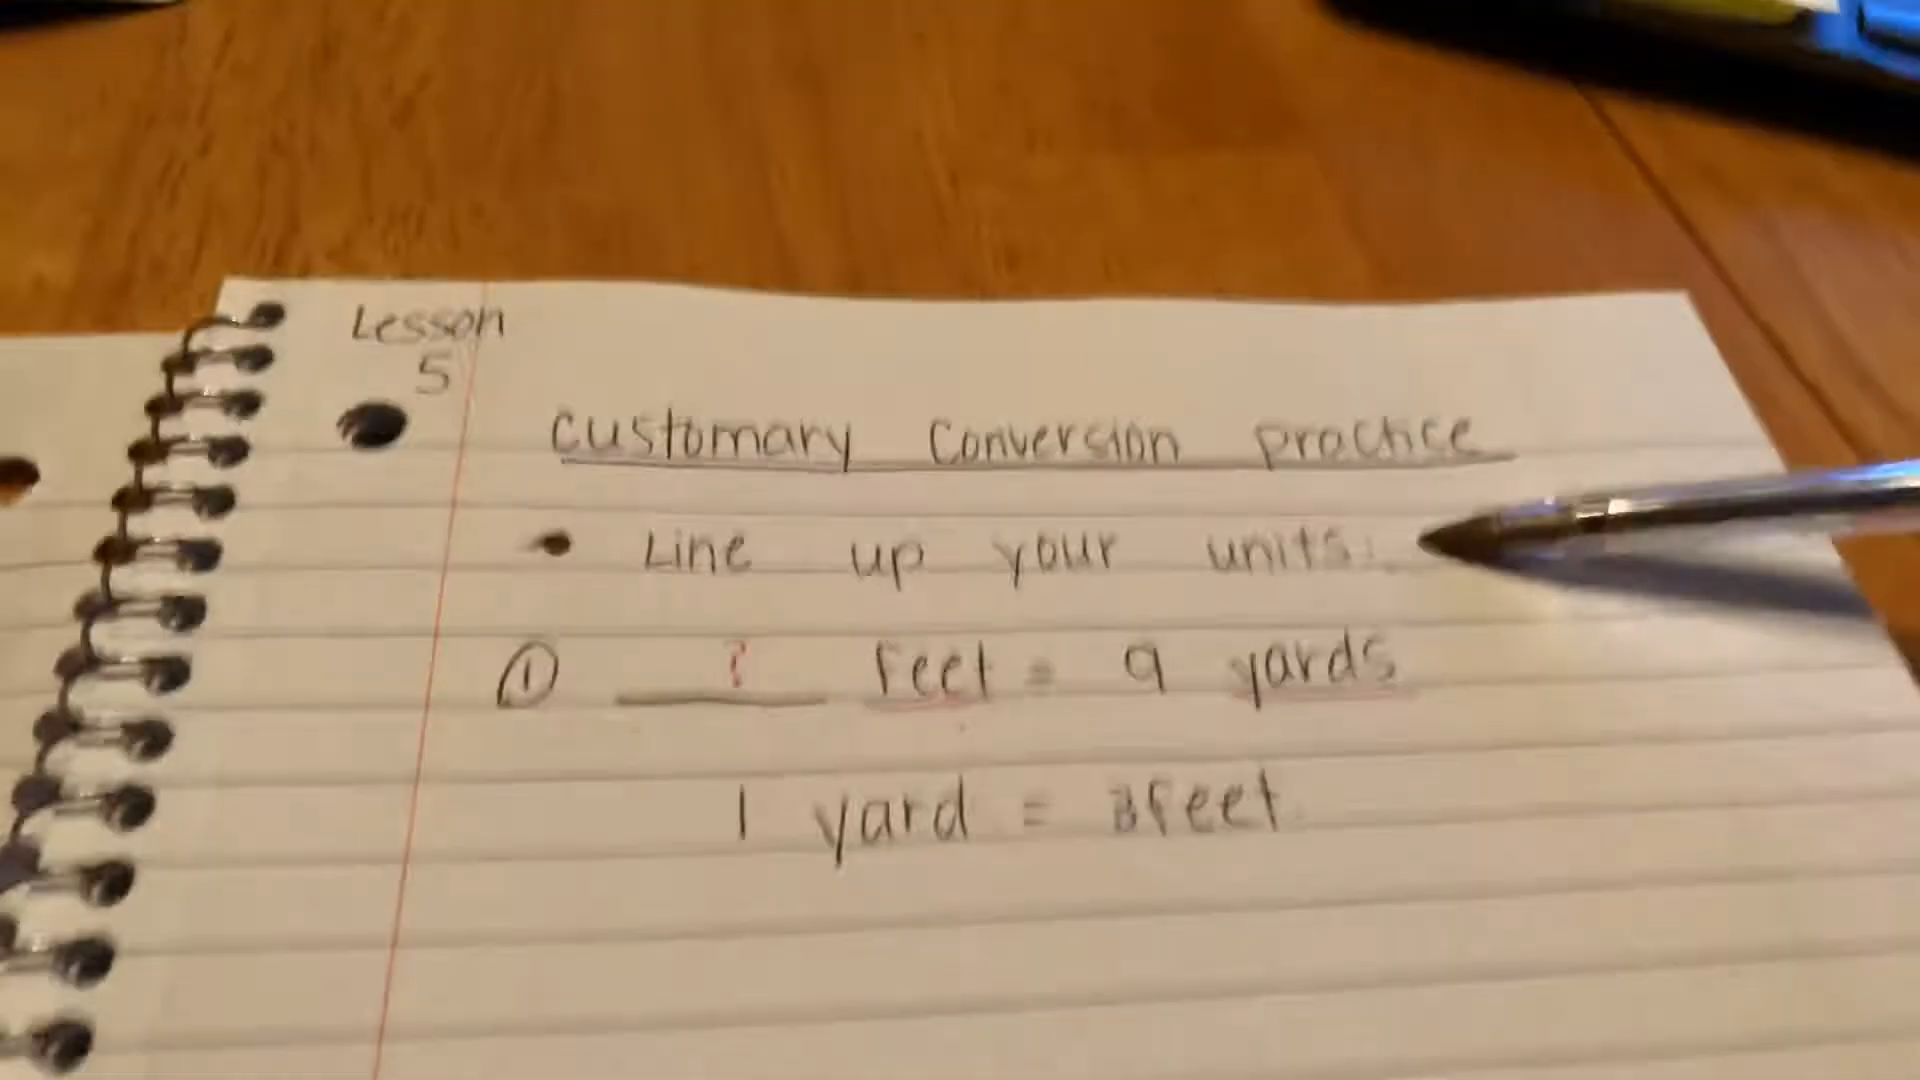 Lesson
5
Customary Conversion practice
• Line up your units:
① ? feet = 9 yards
1 yard = 3feet